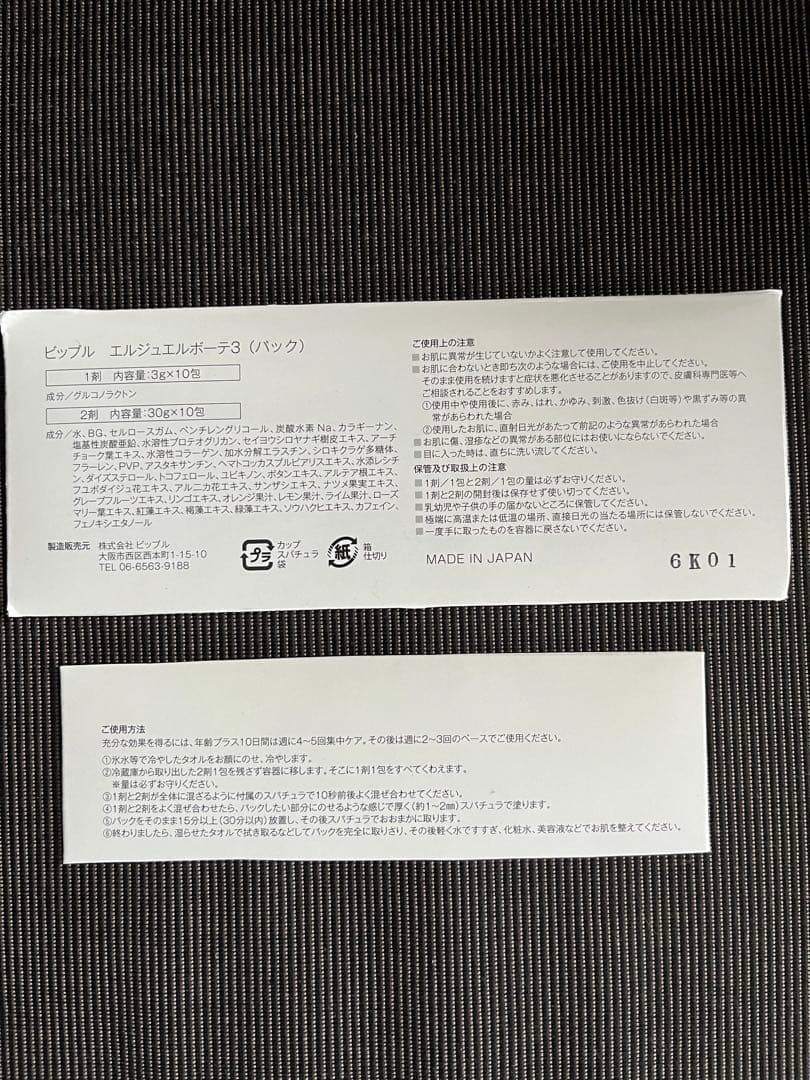 ビップル エルジュエルボーテ3（パック）
1剤 内容量:3g×10包
成分／グルコノラクトン
2剤 内容量:30g×10包
成分／水、BG、セルロースガム、ペンチレングリコール、炭酸水素Na、カラギーナン、
塩基性炭酸亜鉛、水溶性プロテオグリカン、セイヨウシロヤナギ樹皮エキス、アーチ
チョーク葉エキス、水溶性コラーゲン、加水分解エラスチン、シロキクラゲ多糖体、
フラーレン、PVP、アスタキサンチン、ヘマトコッカスプルビアリスエキス、水添レシチ
ン、ダイズステロール、トコフェロール、ユビキノン、ボタンエキス、アルテア根エキス、
フユボダイジュ花エキス、アルニカ花エキス、サンザシエキス、ナツメ果実エキス、
グレープフルーツエキス、リンゴエキス、オレンジ果汁、レモン果汁、ライム果汁、ローズ
マリー葉エキス、紅藻エキス、褐藻エキス、緑藻エキス、ソウハクヒエキス、カフェイン、
フェノキシエタノール
製造販売元 株式会社 ビップル
大阪市西区西本町1-15-10
TEL 06-6563-9188
プラ
カップ
スパチュラ
袋
紙
箱
仕切り
ご使用上の注意
■お肌に異常が生じていないかよく注意して使用してください。
■お肌に合わないとき即ち次のような場合には、ご使用を中止してください。
そのまま使用を続けますと症状を悪化させることがありますので、皮膚科専門医等へ
ご相談されることをおすすめします。
①使用中や使用後に、赤み、はれ、かゆみ、刺激、色抜け(白斑等)や黒ずみ等の異
常があらわれた場合
②使用したお肌に、直射日光があたって前記のような異常があらわれた場合
■お肌に傷、湿疹などの異常がある部位にはお使いにならないでください。
■目に入った時は、直ちに洗い流してください。
保管及び取扱上の注意
■1剤／1包と2剤／1包の量は必ずお守りください。
■1剤と2剤の開封後は保存せず使い切ってください。
■乳幼児や子供の手の届かないところに保管してください。
■極端に高温または低温の場所、直接日光の当たる場所には保管しないでください。
■一度手に取ったものを容器に戻さないでください。
MADE IN JAPAN
6K01
ご使用方法
充分な効果を得るには、年齢プラス10日間は週に4～5回集中ケア。その後は週に2～3回のペースでご使用ください。
①氷水等で冷やしたタオルをお顔にのせ、冷やします。
②冷蔵庫から取り出した2剤1包を残さず容器に移します。そこに1剤1包をすべてくわえます。
※量は必ずお守りください。
③1剤と2剤が全体に混ざるように付属のスパチュラで10秒前後よく混ぜ合わせてください。
④1剤と2剤をよく混ぜ合わせたら、パックしたい部分にのせるような感じで厚く(約1～2mm)スパチュラで塗ります。
⑤パックをそのまま15分以上(30分以内)放置し、その後スパチュラでおおまかに取ります。
⑥終わりましたら、湿らせたタオルで拭き取るなどしてパックを完全に取りさり、その後軽く水ですすぎ、化粧水、美容液などでお肌を整えてください。